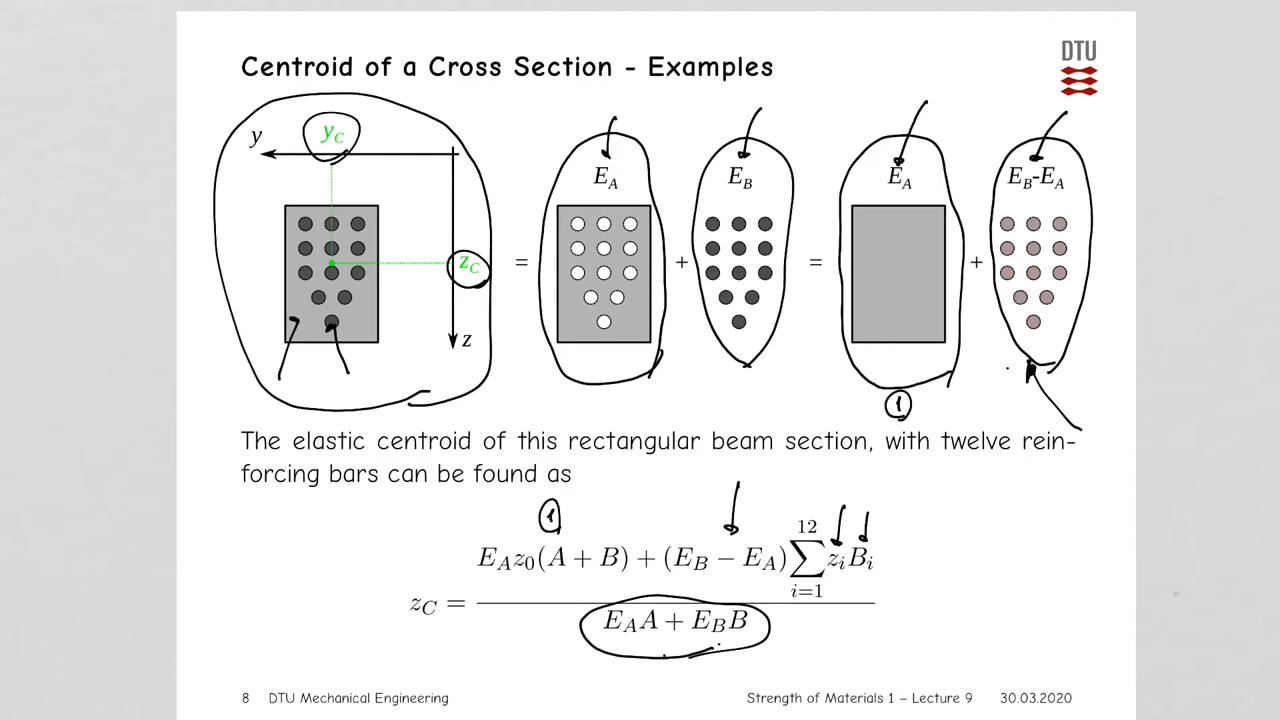 Centroid of a Cross Section - Examples
DTU
y
y_C
z_C
z
=
E_A
+
E_B
=
E_A
+
E_B-E_A
1
The elastic centroid of this rectangular beam section, with twelve rein-
forcing bars can be found as
1
z_C = \frac{E_A z_0(A + B) + (E_B - E_A)\sum_{i=1}^{12} z_i B_i}{E_A A + E_B B}
8 DTU Mechanical Engineering Strength of Materials 1 – Lecture 9 30.03.2020